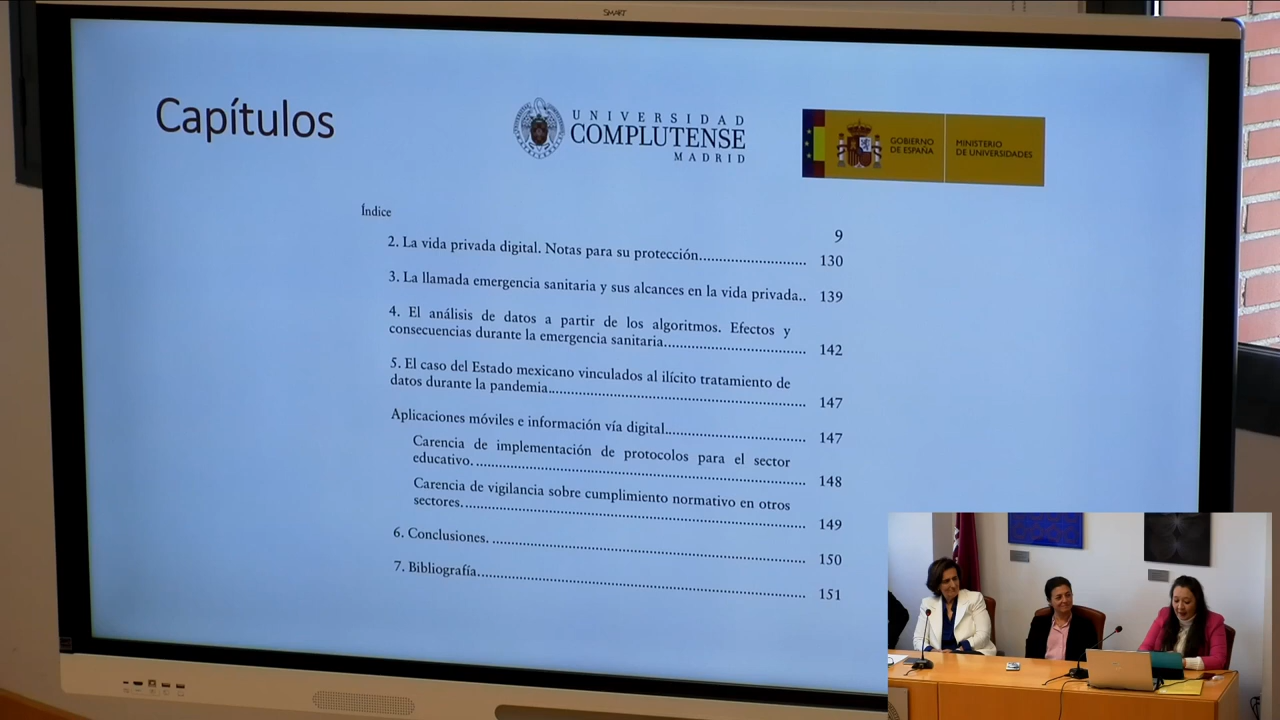 SMART
Capítulos
UNIVERSIDAD
COMPLUTENSE
MADRID
GOBIERNO
DE ESPAÑA
MINISTERIO
DE UNIVERSIDADES
Índice
9
2. La vida privada digital. Notas para su protección........................ 130
3. La llamada emergencia sanitaria y sus alcances en la vida privada.. 139
4. El análisis de datos a partir de los algoritmos. Efectos y
consecuencias durante la emergencia sanitaria................................ 142
5. El caso del Estado mexicano vinculados al ilícito tratamiento de
datos durante la pandemia.......................................................... 147
Aplicaciones móviles e información vía digital............................... 147
Carencia de implementación de protocolos para el sector
educativo. .......................................................................... 148
Carencia de vigilancia sobre cumplimiento normativo en otros
sectores............................................................................... 149
6. Conclusiones. ....................................................................... 150
7. Bibliografía........................................................................... 151